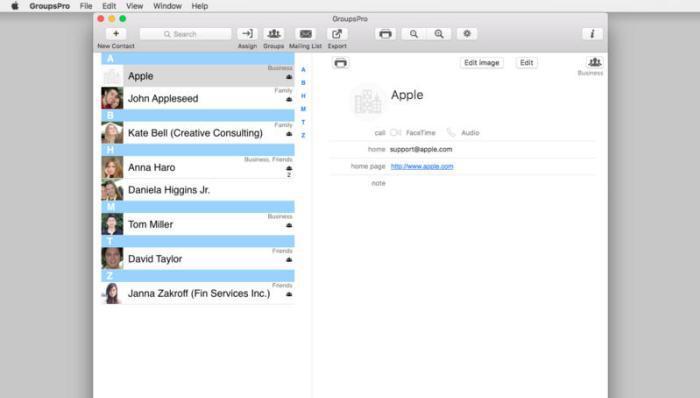 GroupsPro File Edit View Window Help
GroupsPro
Search
New Contact Assign Groups Mailing List Export
A
Business
Apple
Family
John Appleseed
B
Family
Kate Bell (Creative Consulting)
H
Business, Friends
Anna Haro
2
Daniela Higgins Jr.
M
Business
Tom Miller
T
Friends
David Taylor
Z
Friends
Janna Zakroff (Fin Services Inc.)
A
B
H
M
T
Z
Edit image Edit
Business
Apple
call FaceTime Audio
home support@apple.com
home page http://www.apple.com
note